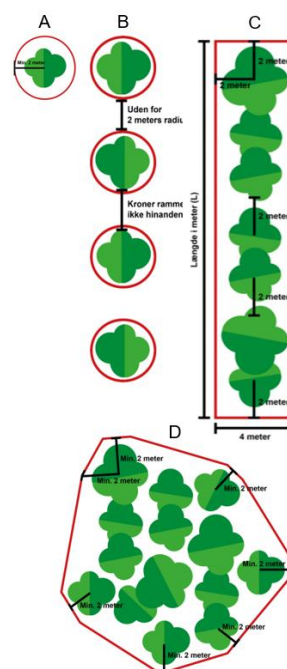 A
B
C
Min. 2 meter
Uden for
2 meters radiu
Kroner ramme
ikke hinanden
Længde i meter (L)
2 meter
2 meter
2 meter
2 meter
2 meter
4 meter
D
Min. 2 meter
Min. 2 meter
Min. 2 meter
Min. 2 meter
Min. 2 meter
Min. 2 meter
Min. 2 meter